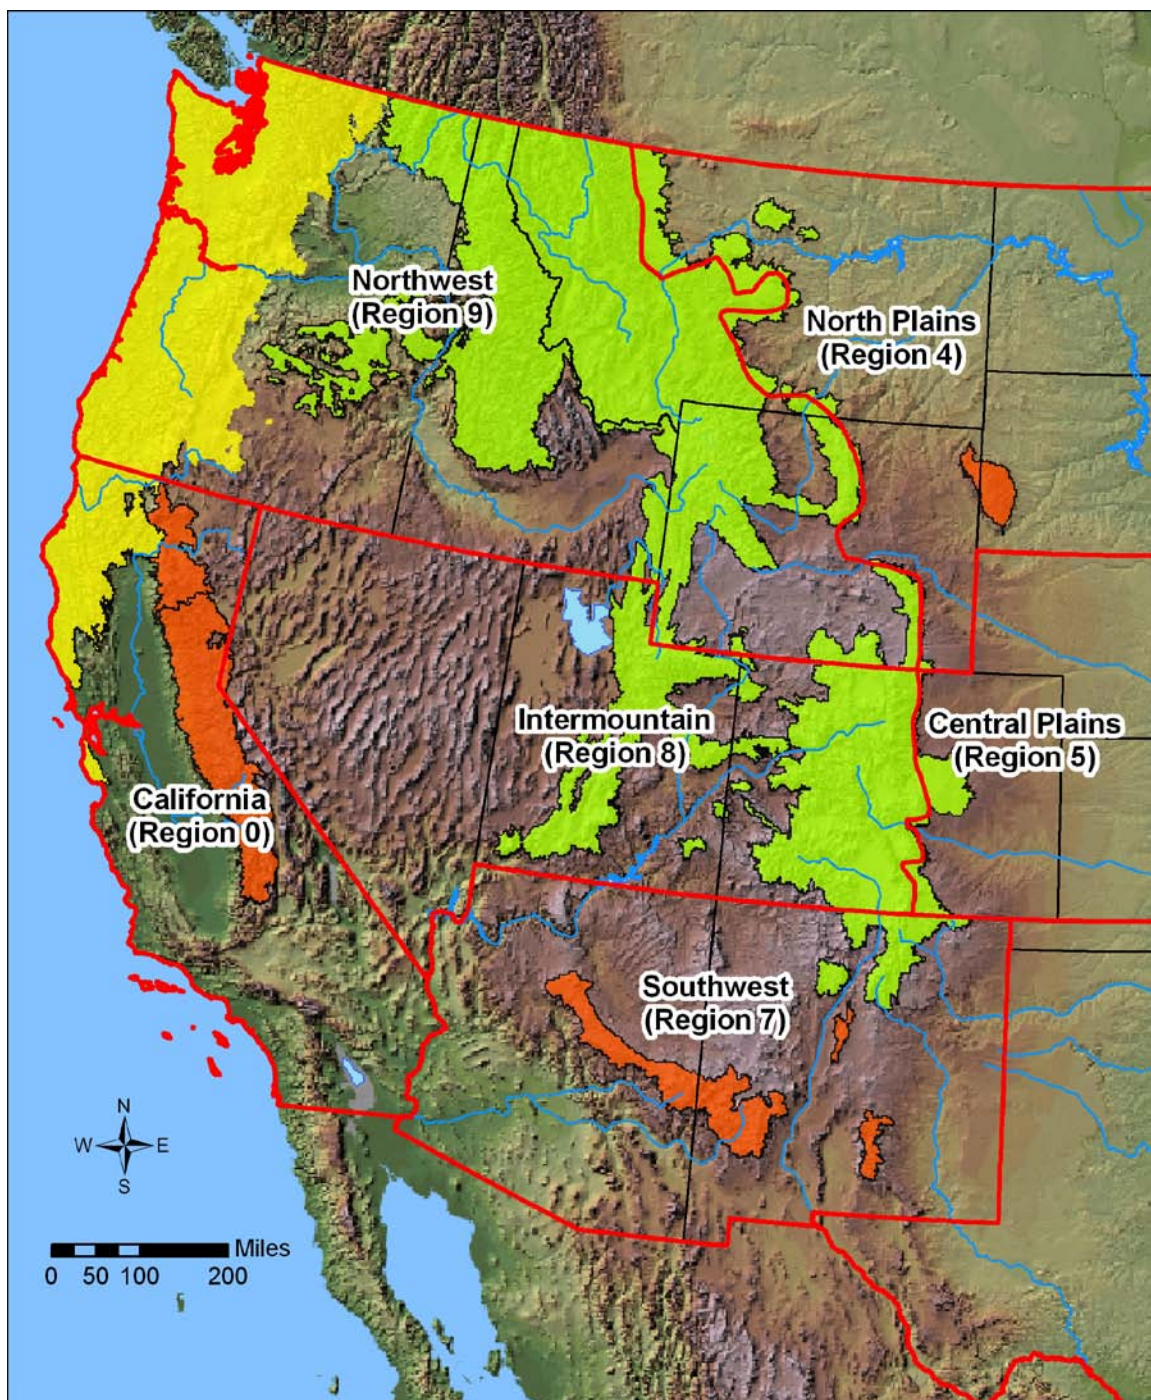 Northwest
(Region 9)
North Plains
(Region 4)
Intermountain
(Region 8)
Central Plains
(Region 5)
California
(Region 0)
Southwest
(Region 7)
N
W E
S
Miles
0 50 100 200